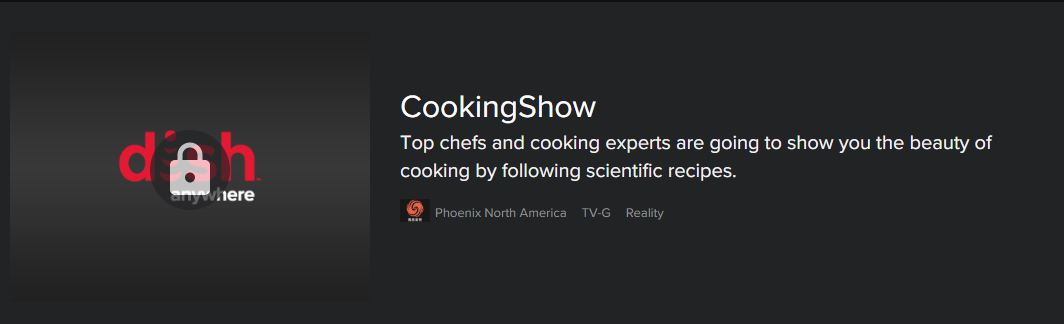 dish
anywhere
CookingShow
Top chefs and cooking experts are going to show you the beauty of
cooking by following scientific recipes.
Phoenix North America TV-G Reality